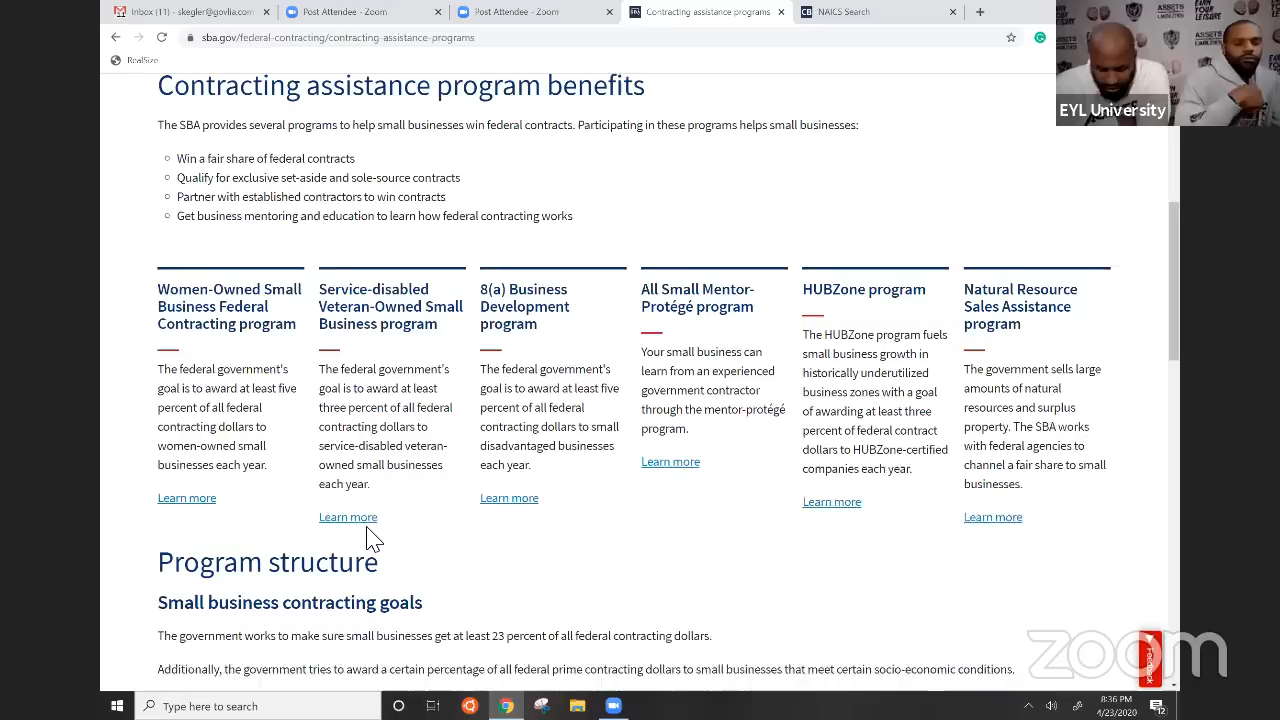 Inbox (1) - skegler@govlia.com
Post Attendee - Zoom
Post Attendee - Zoom
Contracting assistance programs
NAICS Search
sba.gov/federal-contracting/contracting-assistance-programs
RealSize
ASSETS
LIABILITIES
EARN
YOUR
LEISURE
ASSETS
EYL University
Contracting assistance program benefits
The SBA provides several programs to help small businesses win federal contracts. Participating in these programs helps small businesses:
Win a fair share of federal contracts
Qualify for exclusive set-aside and sole-source contracts
Partner with established contractors to win contracts
Get business mentoring and education to learn how federal contracting works
Women-Owned Small
Business Federal
Contracting program
The federal government's
goal is to award at least five
percent of all federal
contracting dollars to
women-owned small
businesses each year.
Learn more
Service-disabled
Veteran-Owned Small
Business program
The federal government's
goal is to award at least
three percent of all federal
contracting dollars to
service-disabled veteran-
owned small businesses
each year.
Learn more
8(a) Business
Development
program
The federal government's
goal is to award at least five
percent of all federal
contracting dollars to small
disadvantaged businesses
each year.
Learn more
All Small Mentor-
Protégé program
Your small business can
learn from an experienced
government contractor
through the mentor-protégé
program.
Learn more
HUBZone program
The HUBZone program fuels
small business growth in
historically underutilized
business zones with a goal
of awarding at least three
percent of federal contract
dollars to HUBZone-certified
companies each year.
Learn more
Natural Resource
Sales Assistance
program
The government sells large
amounts of natural
resources and surplus
property. The SBA works
with federal agencies to
channel a fair share to small
businesses.
Learn more
Program structure
Small business contracting goals
The government works to make sure small businesses get at least 23 percent of all federal contracting dollars.
Additionally, the government tries to award a certain percentage of all federal prime contracting dollars to small businesses that meet certain socio-economic conditions.
Feedback
zoom
Type here to search
8:36 PM
4/23/2020
12